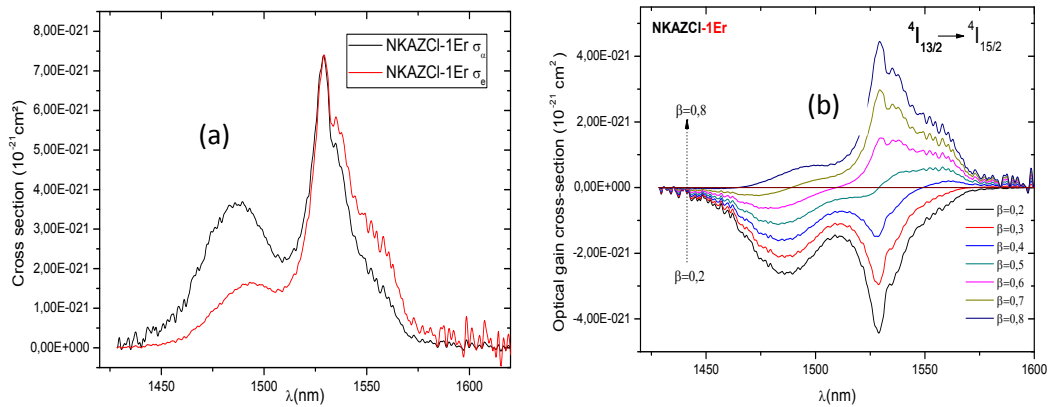 8,00E-021
7,00E-021
6,00E-021
5,00E-021
4,00E-021
3,00E-021
2,00E-021
1,00E-021
0,00E+000
Cross section (10⁻²¹cm²)
NKAZCl-1Er σₐ
NKAZCl-1Er σₑ
(a)
1450 1500 1550 1600
λ(nm)
NKAZCl-1Er
⁴I₁₃/₂ → ⁴I₁₅/₂
(b)
4,00E-021
2,00E-021
0,00E+000
-2,00E-021
-4,00E-021
Optical gain cross-section (10⁻²¹ cm²)
β=0,8
β=0,2
β=0,2
β=0,3
β=0,4
β=0,5
β=0,6
β=0,7
β=0,8
1450 1500 1550 1600
λ(nm)